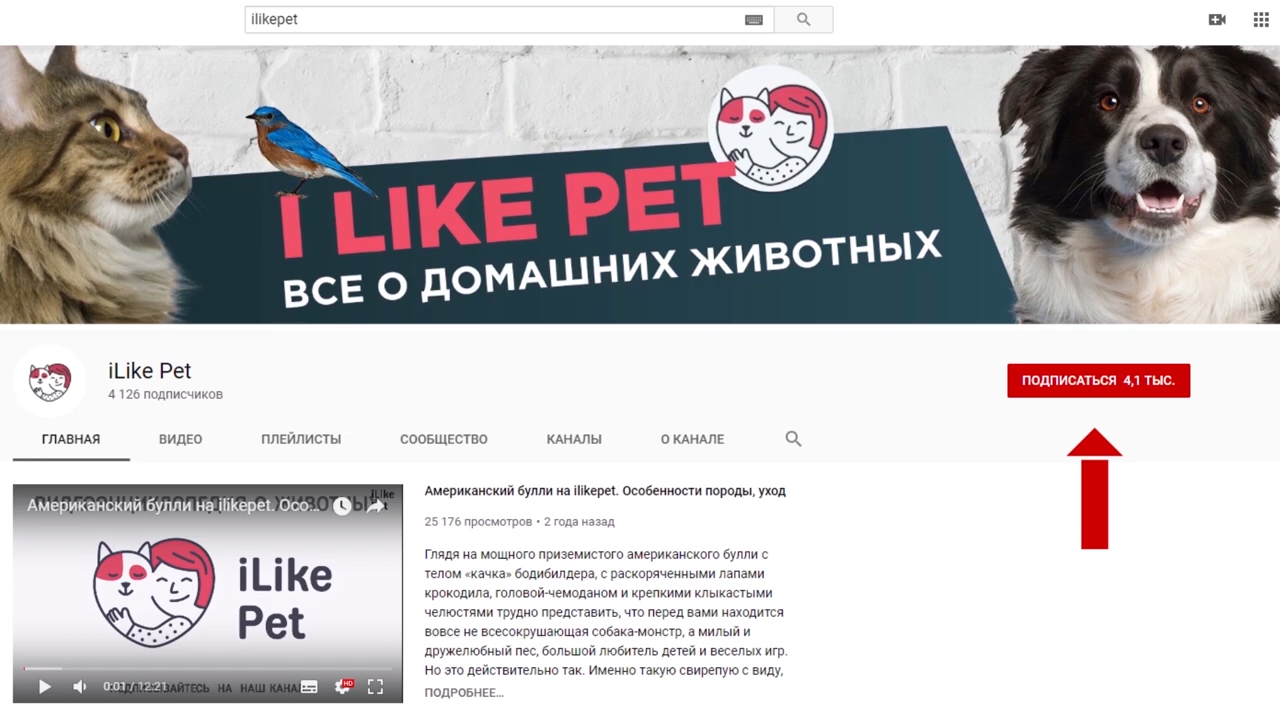 ilikepet
I LIKE PET
ВСЕ О ДОМАШНИХ ЖИВОТНЫХ
iLike Pet
4 126 подписчиков
ПОДПИСАТЬСЯ 4,1 ТЫС.
ГЛАВНАЯ
ВИДЕО
ПЛЕЙЛИСТЫ
СООБЩЕСТВО
КАНАЛЫ
О КАНАЛЕ
Американский булли на ilikepet. Осо...
iLike
Pet
HD
0:01 / 12:21
Американский булли на ilikepet. Особенности породы, уход
25 176 просмотров • 2 года назад
Глядя на мощного приземистого американского булли с
телом «качка» бодибилдера, с раскоряченными лапами
крокодила, головой-чемоданом и крепкими клыкастыми
челюстями трудно представить, что перед вами находится
вовсе не всесокрушающая собака-монстр, а милый и
дружелюбный пес, большой любитель детей и веселых игр.
Но это действительно так. Именно такую свирепую с виду,
ПОДРОБНЕЕ...